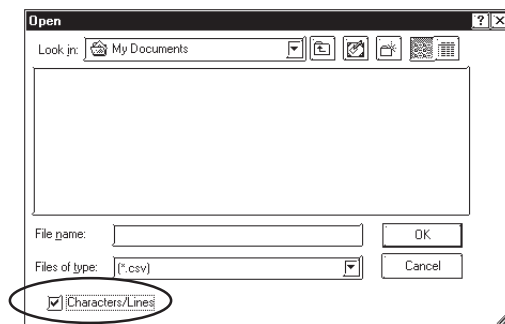 Open
Look in: My Documents
File name: OK
Files of type: (*.csv) Cancel
Characters/Lines